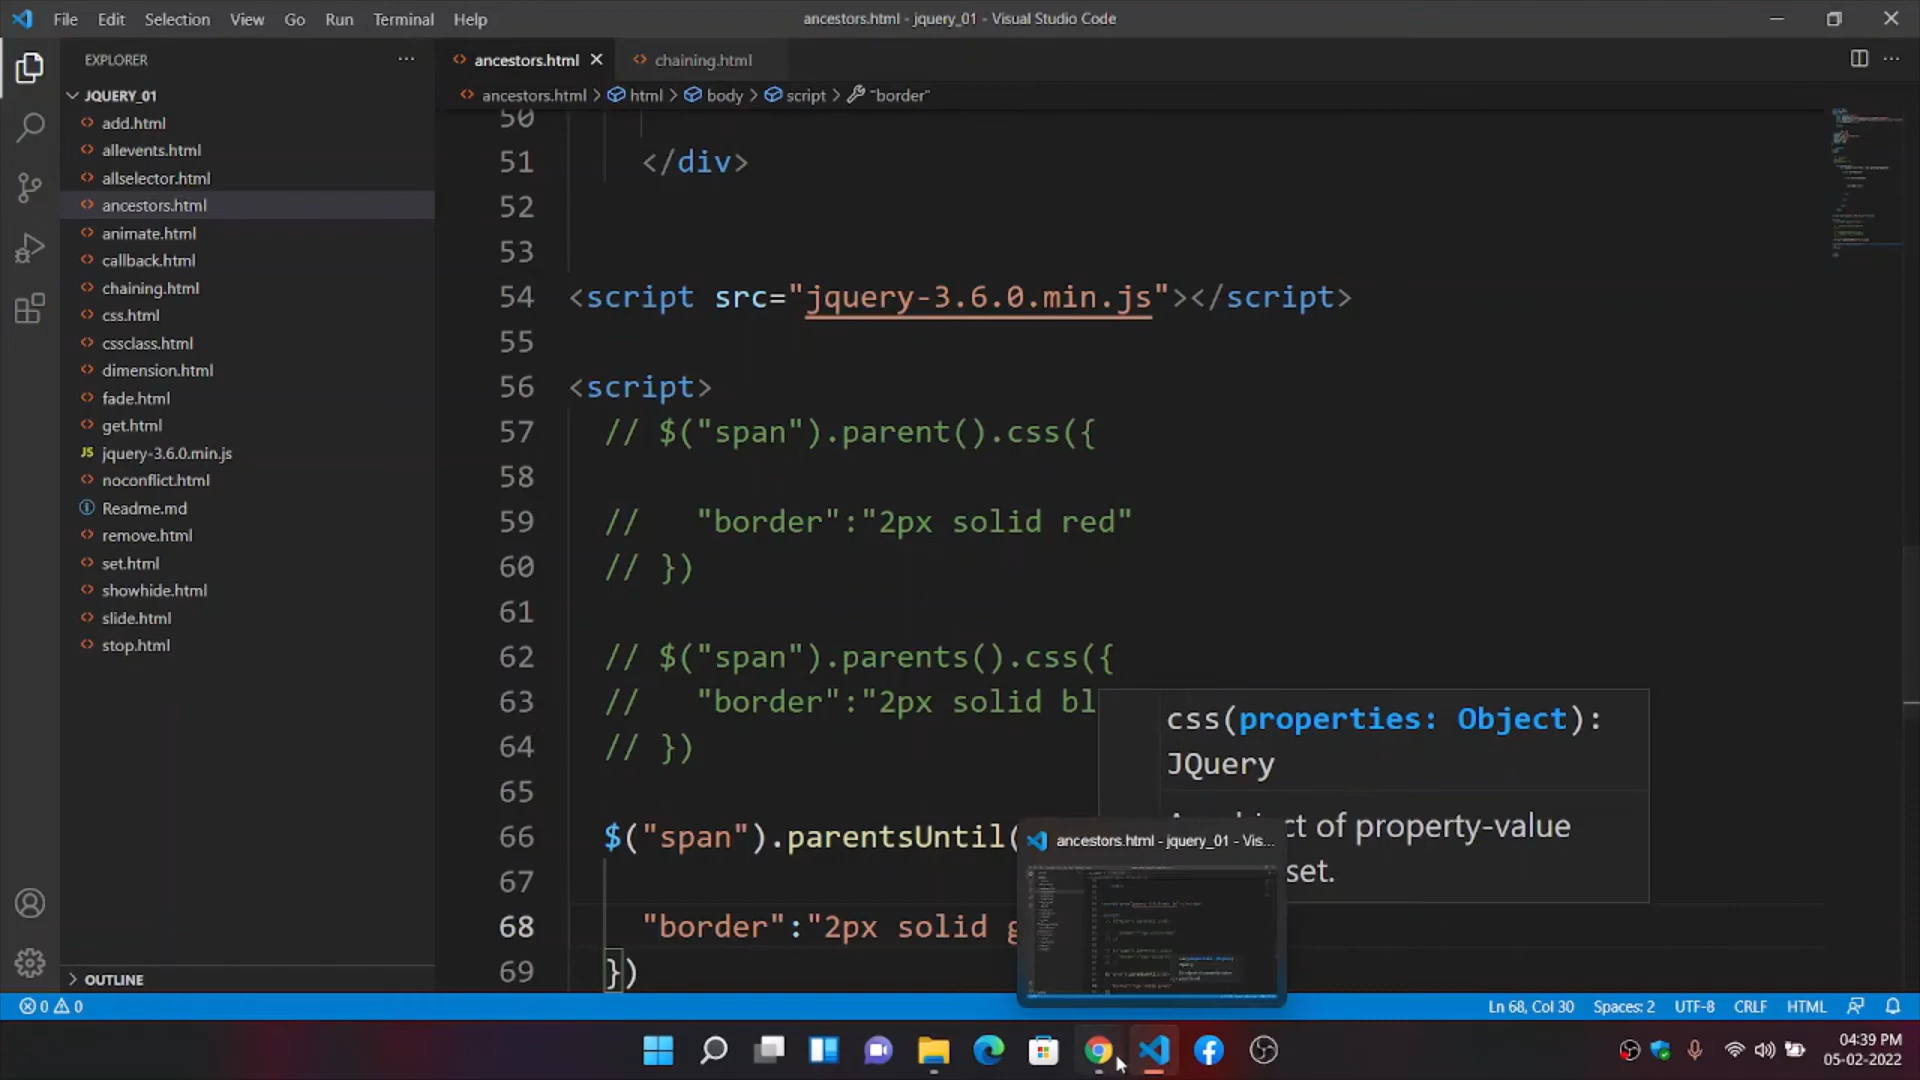 File Edit Selection View Go Run Terminal Help
ancestors.html - jquery_01 - Visual Studio Code
EXPLORER
JQUERY_01
add.html
allevents.html
allselector.html
ancestors.html
animate.html
callback.html
chaining.html
css.html
cssclass.html
dimension.html
fade.html
get.html
JS jquery-3.6.0.min.js
noconflict.html
Readme.md
remove.html
set.html
showhide.html
slide.html
stop.html
OUTLINE
ancestors.html chaining.html
ancestors.html > html > body > script > "border"
50
51 </div>
52
53
54 <script src="jquery-3.6.0.min.js"></script>
55
56 <script>
57 // $("span").parent().css({
58
59 // "border":"2px solid red"
60 // })
61
62 // $("span").parents().css({
63 // "border":"2px solid bl
64 // })
65
66 $("span").parentsUntil(
67
68 "border":"2px solid g
69 })
css(properties: Object):
JQuery
ct of property-value
set.
ancestors.html - jquery_01 - Vis...
0 0
Ln 68, Col 30 Spaces: 2 UTF-8 CRLF HTML
04:39 PM
05-02-2022